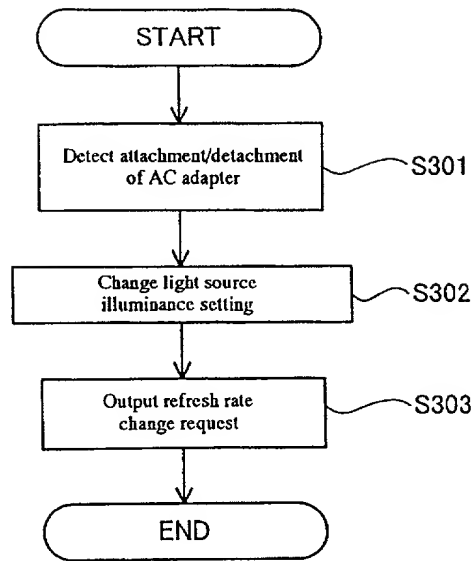 START
Detect attachment/detachment
of AC adapter
S301
Change light source
illuminance setting
S302
Output refresh rate
change request
S303
END